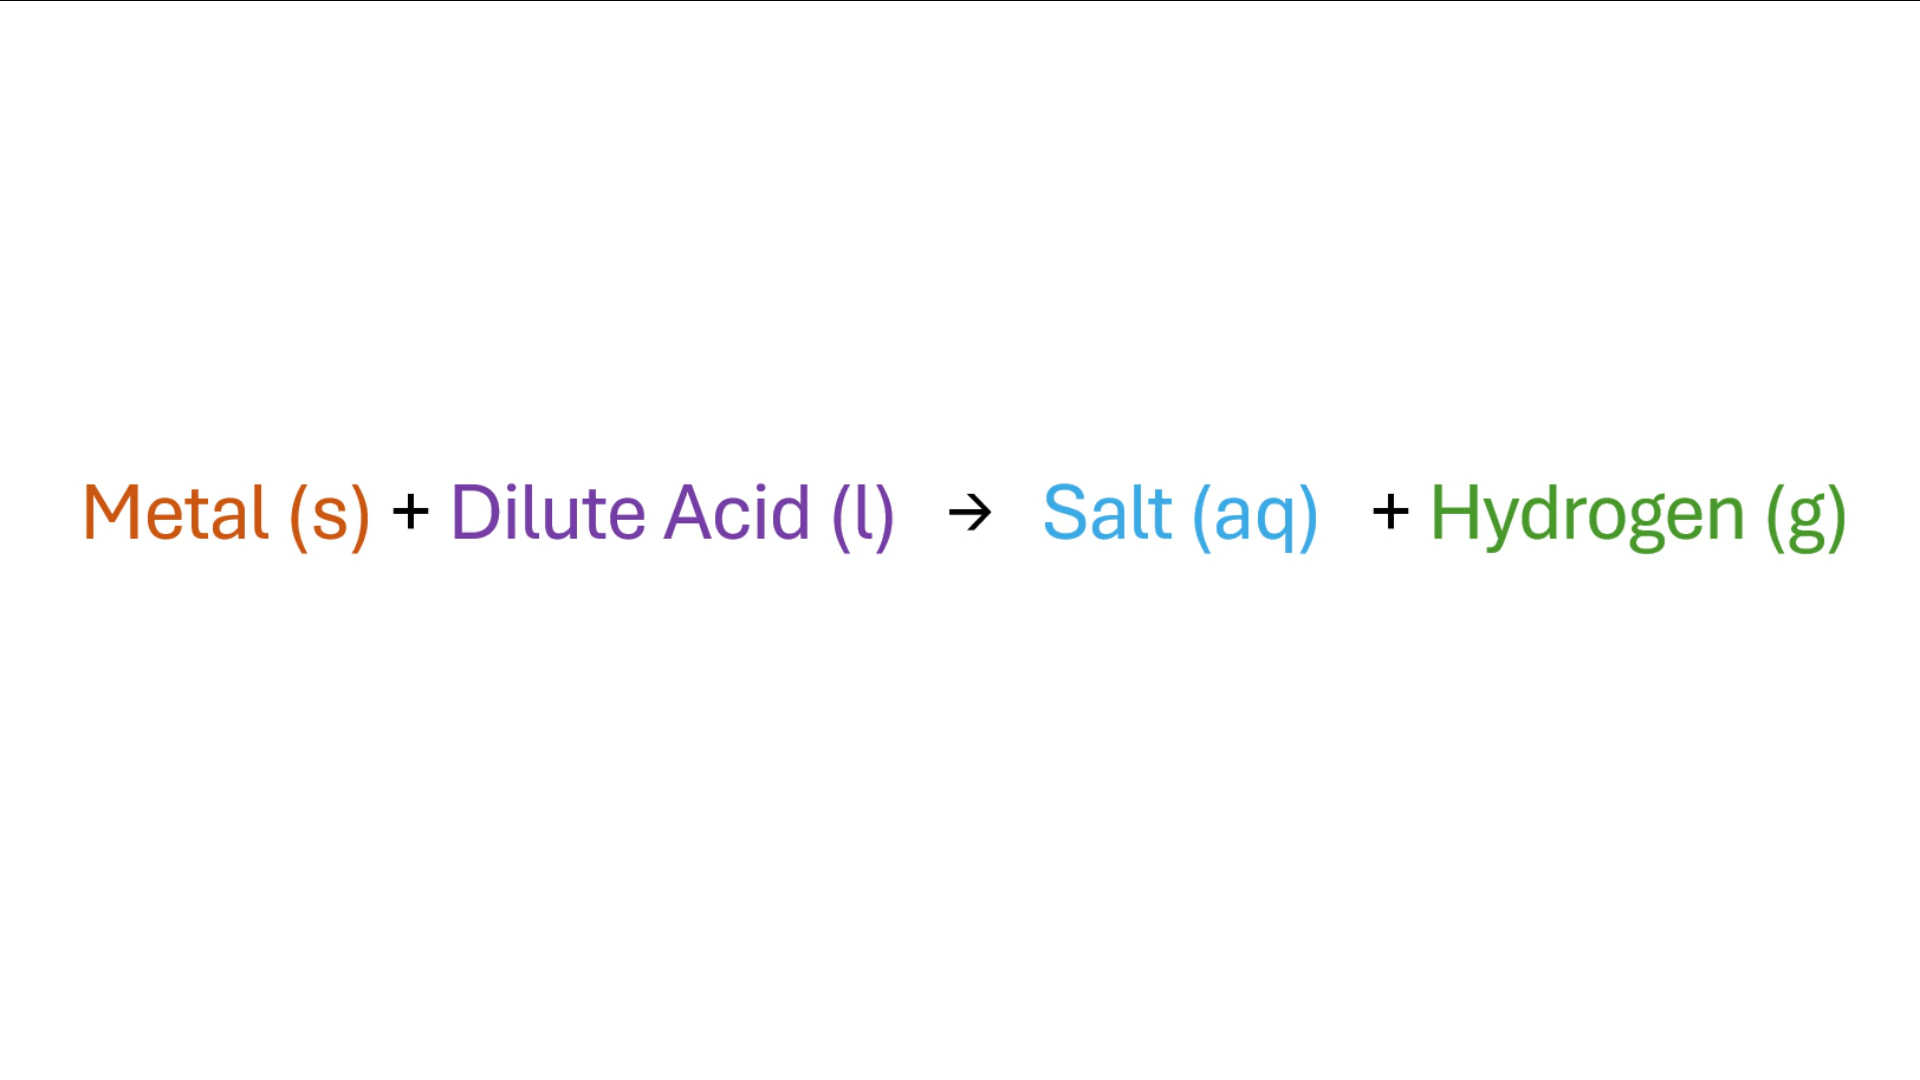 Metal (s) + Dilute Acid (l) → Salt (aq) + Hydrogen (g)